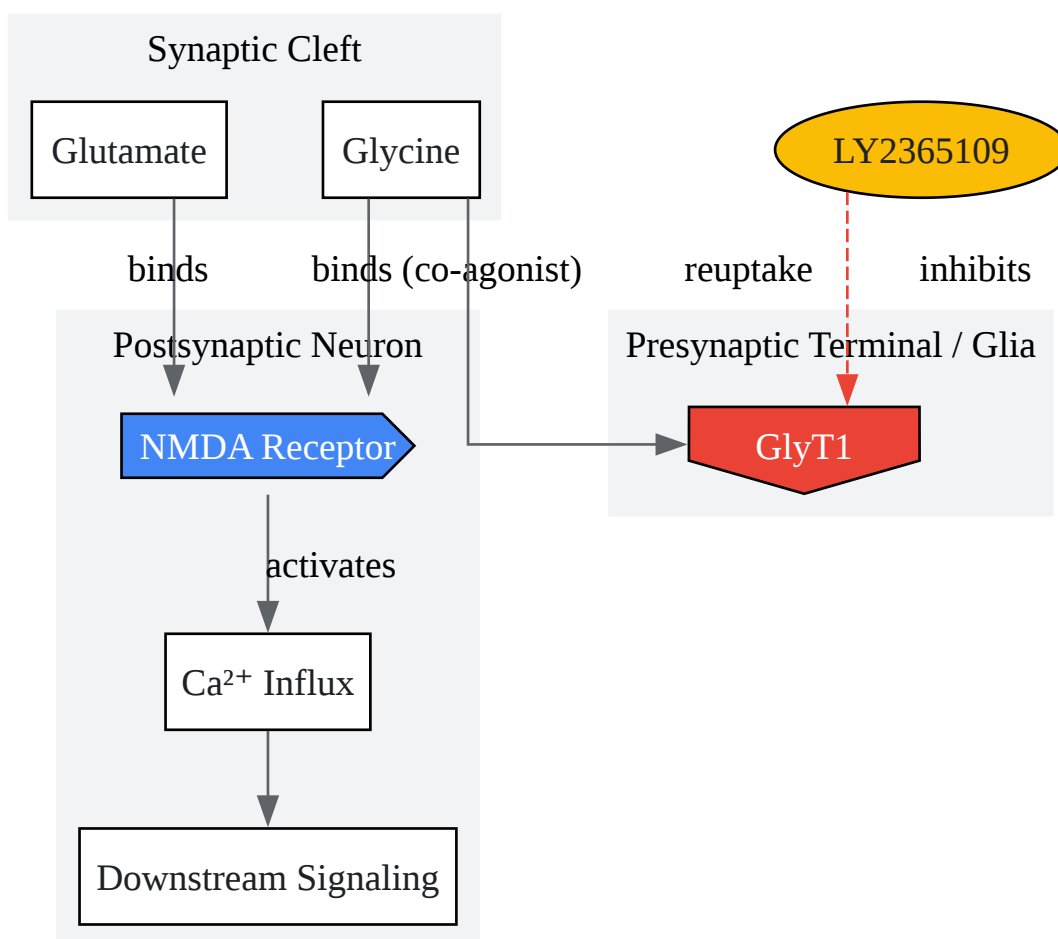 Synaptic Cleft
Glutamate
Glycine
LY2365109
binds
binds (co-agonist)
reuptake
inhibits
Postsynaptic Neuron
Presynaptic Terminal / Glia
NMDA Receptor
GlyT1
activates
Ca²⁺ Influx
Downstream Signaling